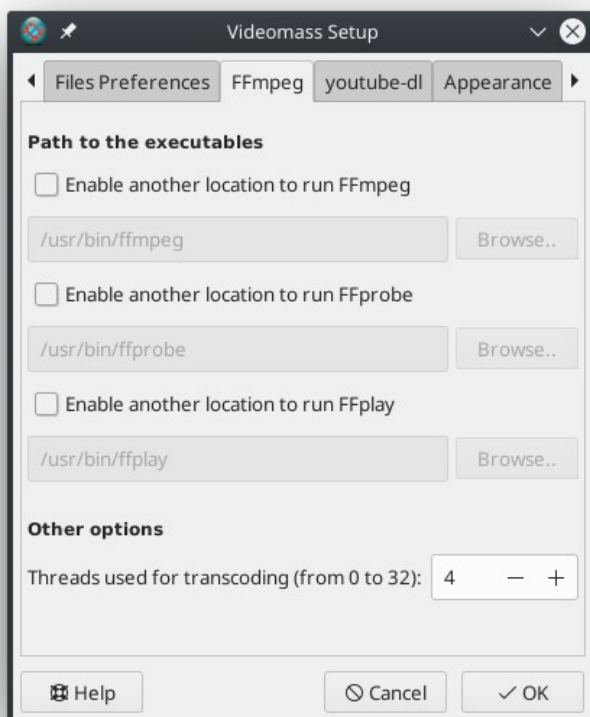 Videomass Setup
Files Preferences FFmpeg youtube-dl Appearance
Path to the executables
Enable another location to run FFmpeg
/usr/bin/ffmpeg Browse..
Enable another location to run FFprobe
/usr/bin/ffprobe Browse..
Enable another location to run FFplay
/usr/bin/ffplay Browse..
Other options
Threads used for transcoding (from 0 to 32): 4 − +
Help Cancel OK